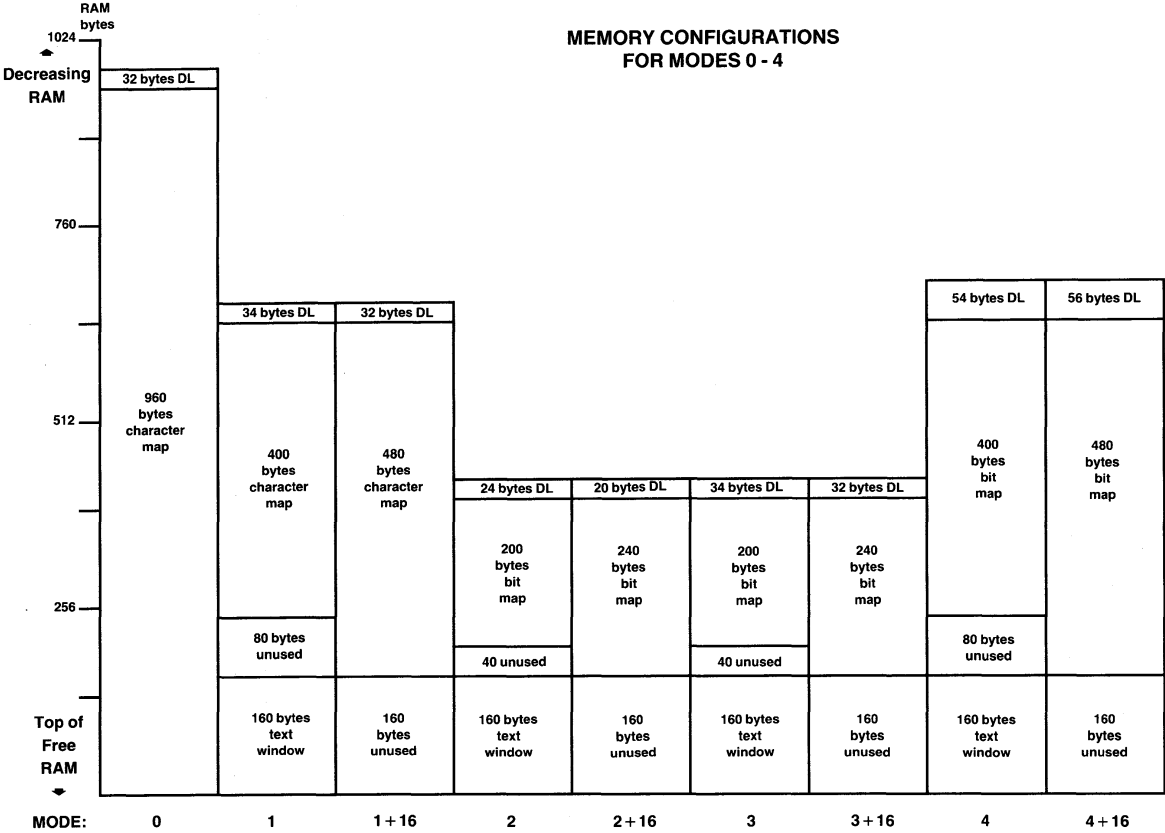 RAM
bytes
1024
Decreasing
RAM
760
512
256
Top of
Free
RAM
MEMORY CONFIGURATIONS
FOR MODES 0 - 4
32 bytes DL
960
bytes
character
map
34 bytes DL
400
bytes
character
map
80 bytes
unused
160 bytes
text
window
32 bytes DL
480
bytes
character
map
160
bytes
unused
24 bytes DL
200
bytes
bit
map
40 unused
160 bytes
text
window
20 bytes DL
240
bytes
bit
map
160
bytes
unused
34 bytes DL
200
bytes
bit
map
40 unused
160 bytes
text
window
32 bytes DL
240
bytes
bit
map
160
bytes
unused
54 bytes DL
400
bytes
bit
map
80 bytes
unused
160 bytes
text
window
56 bytes DL
480
bytes
bit
map
160
bytes
unused
MODE: 0 1 1 + 16 2 2 + 16 3 3 + 16 4 4 + 16